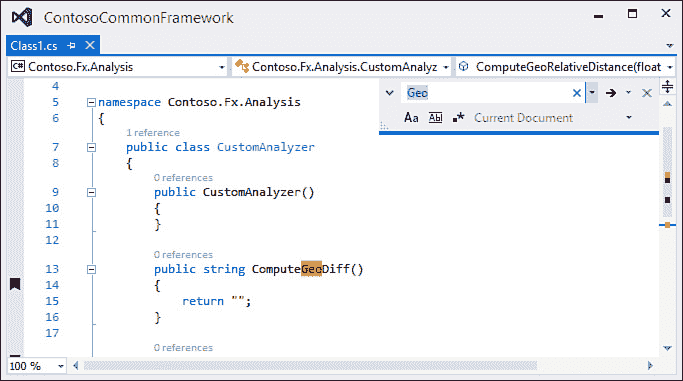 ContosoCommonFramework
Class1.cs
C# Contoso.Fx.Analysis Contoso.Fx.Analysis.CustomAnalyz ComputeGeoRelativeDistance(float
Geo
Aa Ab .* Current Document
4
5 namespace Contoso.Fx.Analysis
6 {
1 reference
7 public class CustomAnalyzer
8 {
0 references
9 public CustomAnalyzer()
10 {
11 }
12
0 references
13 public string ComputeGeoDiff()
14 {
15 return "";
16 }
17
0 references
100 %